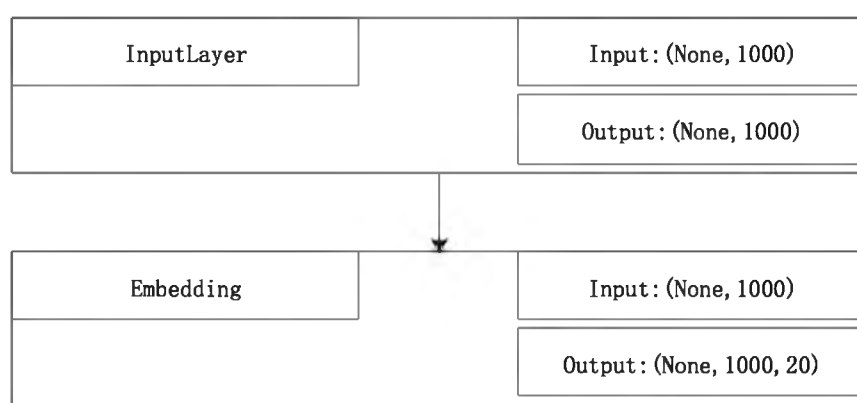 InputLayer
Input:(None, 1000)
Output:(None, 1000)
Embedding
Input:(None, 1000)
Output:(None, 1000, 20)